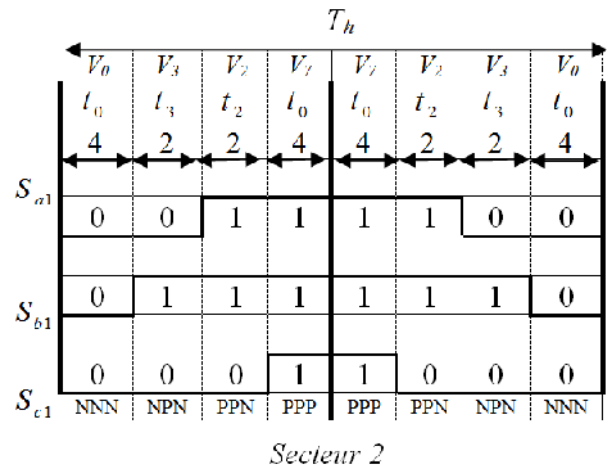 T_h
V_0 V_3 V_2 V_7 V_7 V_2 V_3 V_0
t_0 t_3 t_2 t_0 t_0 t_2 t_3 t_0
4 2 2 4 4 2 2 4
S_a1 0 0 1 1 1 1 0 0
S_b1 0 1 1 1 1 1 1 0
S_c1 0 0 0 1 1 0 0 0
NNN NPN PPN PPP PPP PPN NPN NNN
Secteur 2